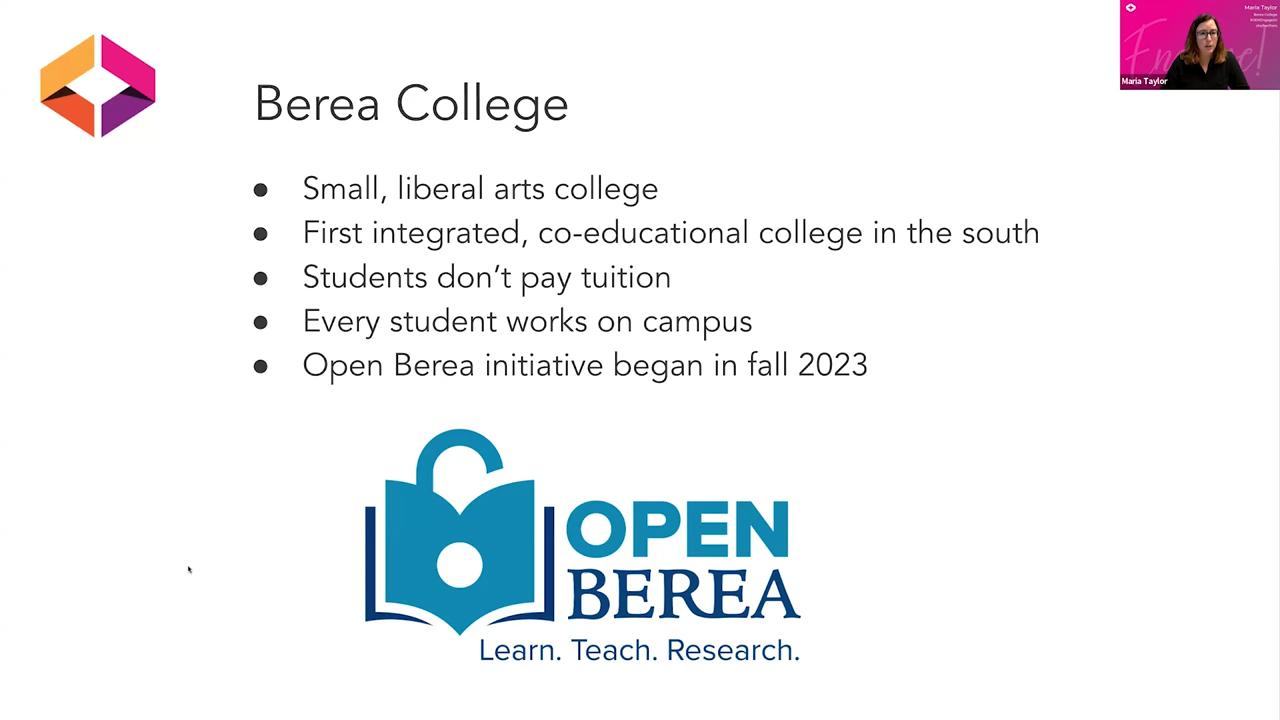 Berea College
● Small, liberal arts college
● First integrated, co-educational college in the south
● Students don’t pay tuition
● Every student works on campus
● Open Berea initiative began in fall 2023
OPEN
BEREA
Learn. Teach. Research.
Maria Taylor
Berea College
Maria Taylor